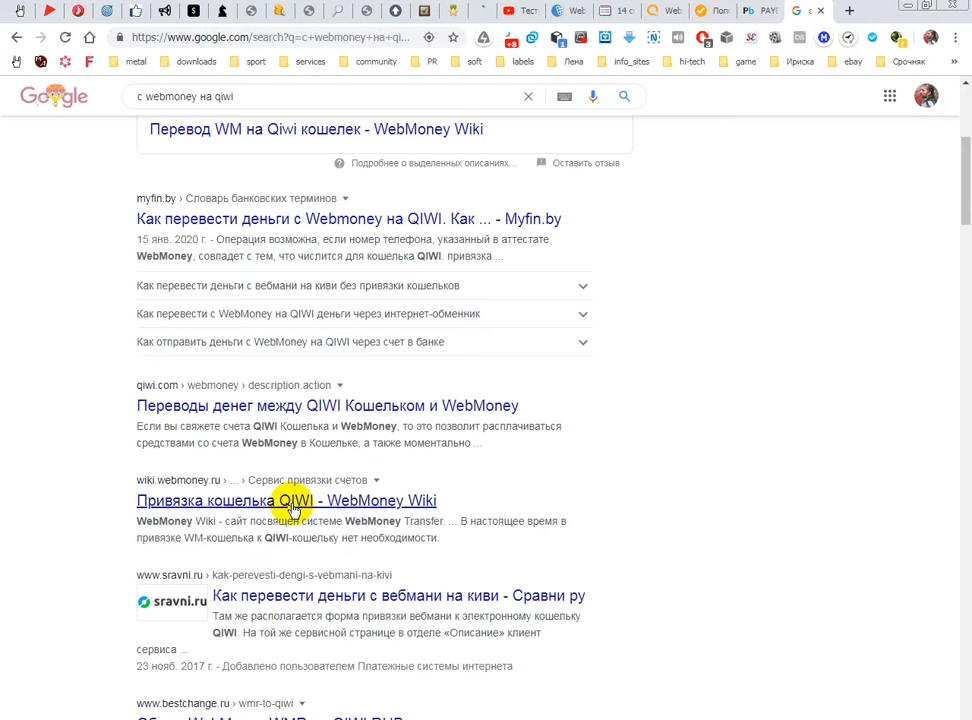 Тест
Web
14 с
Web
Поп
PAYE
G с
https://www.google.com/search?q=с+webmoney+на+qi...
+8
1
3
metal
downloads
sport
services
community
PR
soft
labels
Лена
info_sites
hi-tech
game
Ириска
ebay
Срочняк
»
Google
с webmoney на qiwi
Перевод WM на Qiwi кошелек - WebMoney Wiki
Подробнее о выделенных описаниях...
Оставить отзыв
myfin.by › Словарь банковских терминов
Как перевести деньги с Webmoney на QIWI. Как ... - Myfin.by
15 янв. 2020 г. - Операция возможна, если номер телефона, указанный в аттестате
WebMoney, совпадет с тем, что числится для кошелька QIWI. привязка ...
Как перевести деньги с вебмани на киви без привязки кошельков
Как перевести с WebMoney на QIWI деньги через интернет-обменник
Как отправить деньги с WebMoney на QIWI через счет в банке
qiwi.com › webmoney › description.action
Переводы денег между QIWI Кошельком и WebMoney
Если вы свяжете счета QIWI Кошелька и WebMoney, то это позволит расплачиваться
средствами со счета WebMoney в Кошельке, а также моментально ...
wiki.webmoney.ru › ... › Сервис привязки счетов
Привязка кошелька QIWI - WebMoney Wiki
WebMoney Wiki - сайт посвящен системе WebMoney Transfer. ... В настоящее время в
привязке WM-кошелька к QIWI-кошельку нет необходимости.
www.sravni.ru › kak-perevesti-dengi-s-vebmani-na-kivi
sravni.ru
Как перевести деньги с вебмани на киви - Сравни ру
Там же располагается форма привязки вебмани к электронному кошельку
QIWI. На той же сервисной странице в отделе «Описание» клиент
сервиса ...
23 нояб. 2017 г. - Добавлено пользователем Платежные системы интернета
www.bestchange.ru › wmr-to-qiwi